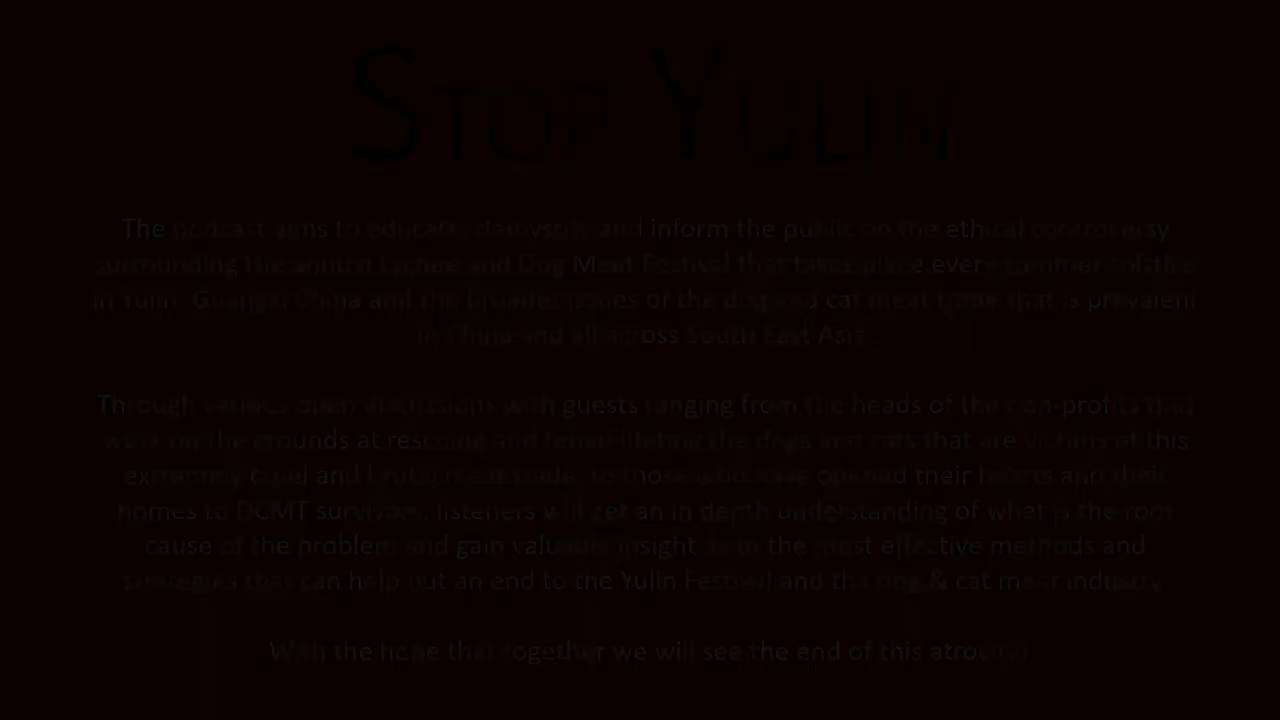 STOP YULIN
The podcast aims to educate, demystify and inform the public on the ethical controversy
surrounding the annual Lychee and Dog Meat Festival that takes place every summer solstice
in Yulin, Guangxi China and the broader issues of the dog and cat meat trade that is prevalent
in China and all across South East Asia.
Through various open discussions with guests ranging from the heads of the non-profits that
work on the grounds at rescuing and rehabilitating the dogs and cats that are victims of this
extremely cruel and brutal meat trade, to those who have opened their hearts and their
homes to DCMT survivors, listeners will get an in depth understanding of what is the root
cause of the problem and gain valuable insight into the most effective methods and
strategies that can help put an end to the Yulin Festival and the dog & cat meat industry.
With the hope that together we will see the end of this atrocity!